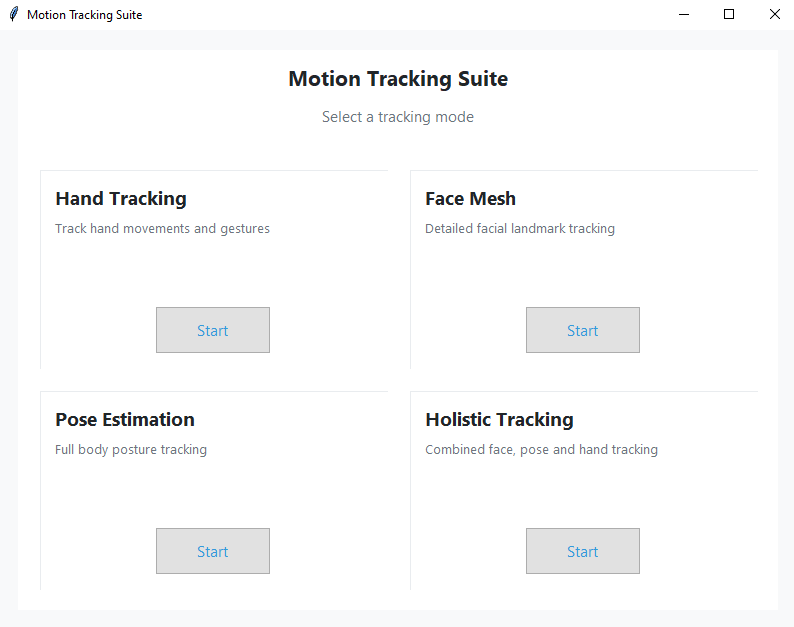 Motion Tracking Suite
Motion Tracking Suite
Select a tracking mode
Hand Tracking
Track hand movements and gestures
Start
Face Mesh
Detailed facial landmark tracking
Start
Pose Estimation
Full body posture tracking
Start
Holistic Tracking
Combined face, pose and hand tracking
Start